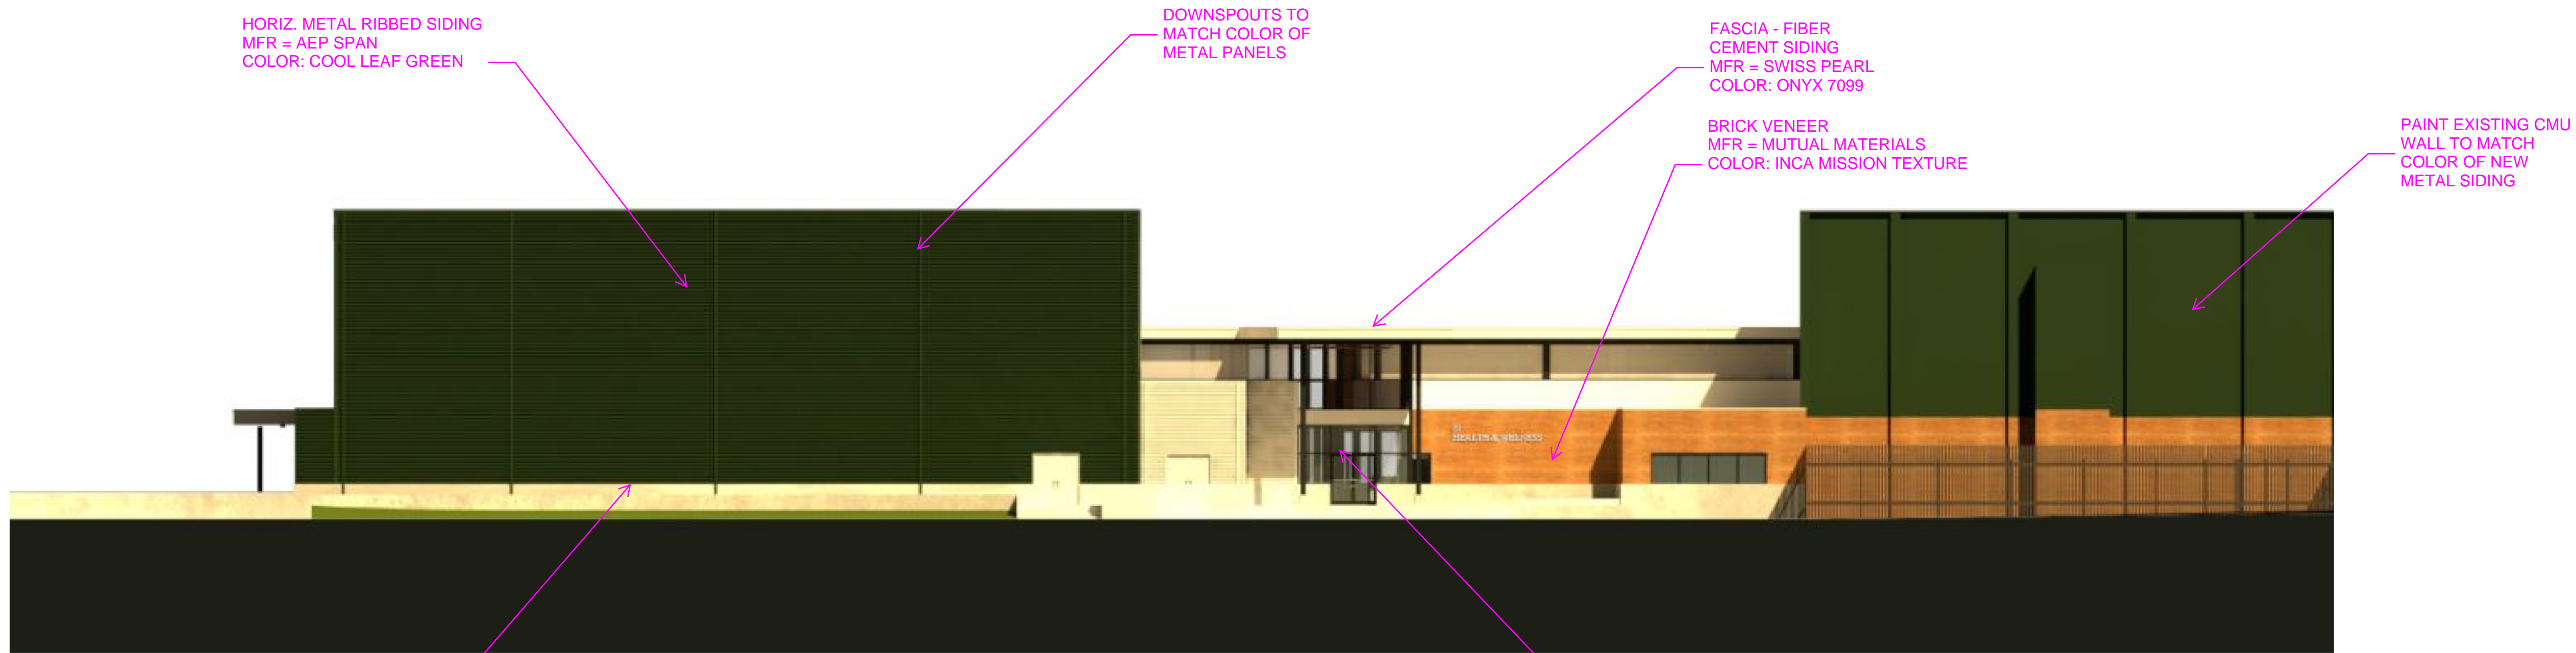 HORIZ. METAL RIBBED SIDING
MFR = AEP SPAN
COLOR: COOL LEAF GREEN
DOWNSPOUTS TO
MATCH COLOR OF
METAL PANELS
FASCIA - FIBER
CEMENT SIDING
MFR = SWISS PEARL
COLOR: ONYX 7099
BRICK VENEER
MFR = MUTUAL MATERIALS
COLOR: INCA MISSION TEXTURE
PAINT EXISTING CMU
WALL TO MATCH
COLOR OF NEW
METAL SIDING
HEALTH & WELLNESS